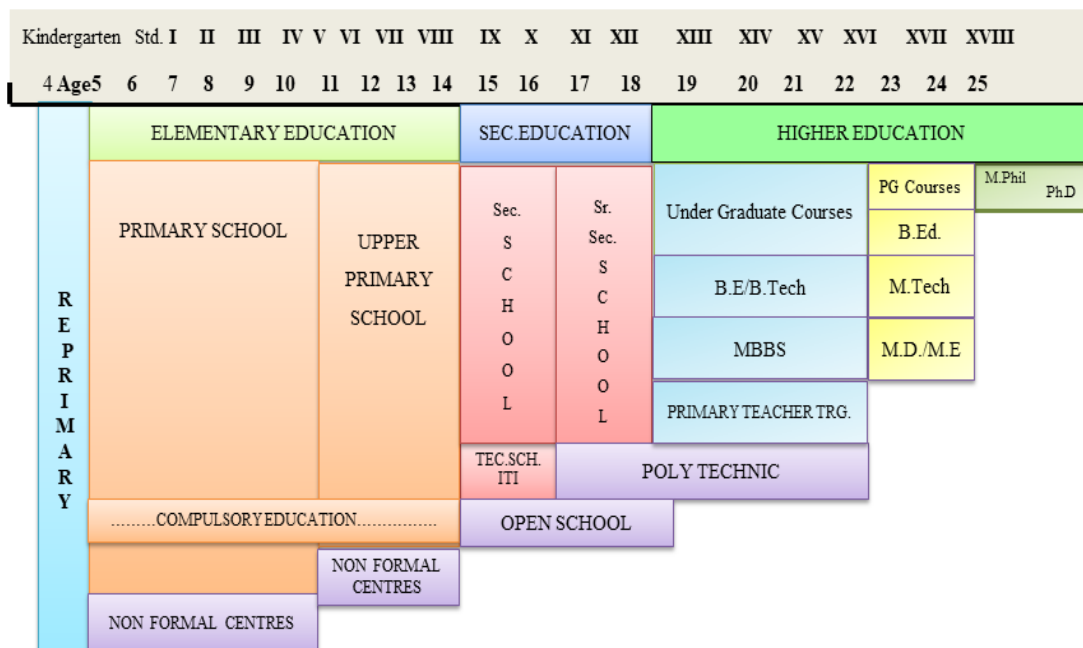 Kindergarten Std. I II III IV V VI VII VIII IX X XI XII XIII XIV XV XVI XVII XVIII
4 Age5 6 7 8 9 10 11 12 13 14 15 16 17 18 19 20 21 22 23 24 25
ELEMENTARY EDUCATION
SEC.EDUCATION
HIGHER EDUCATION
R
E
P
R
I
M
A
R
Y
PRIMARY SCHOOL
UPPER
PRIMARY
SCHOOL
Sec.
S
C
H
O
O
L
Sr.
Sec.
S
C
H
O
O
L
Under Graduate Courses
B.E/B.Tech
MBBS
PRIMARY TEACHER TRG.
PG Courses
B.Ed.
M.Tech
M.D./M.E
M.Phil
Ph.D
TEC.SCH.
ITI
POLY TECHNIC
.........COMPULSORY EDUCATION...............
OPEN SCHOOL
NON FORMAL
CENTRES
NON FORMAL CENTRES